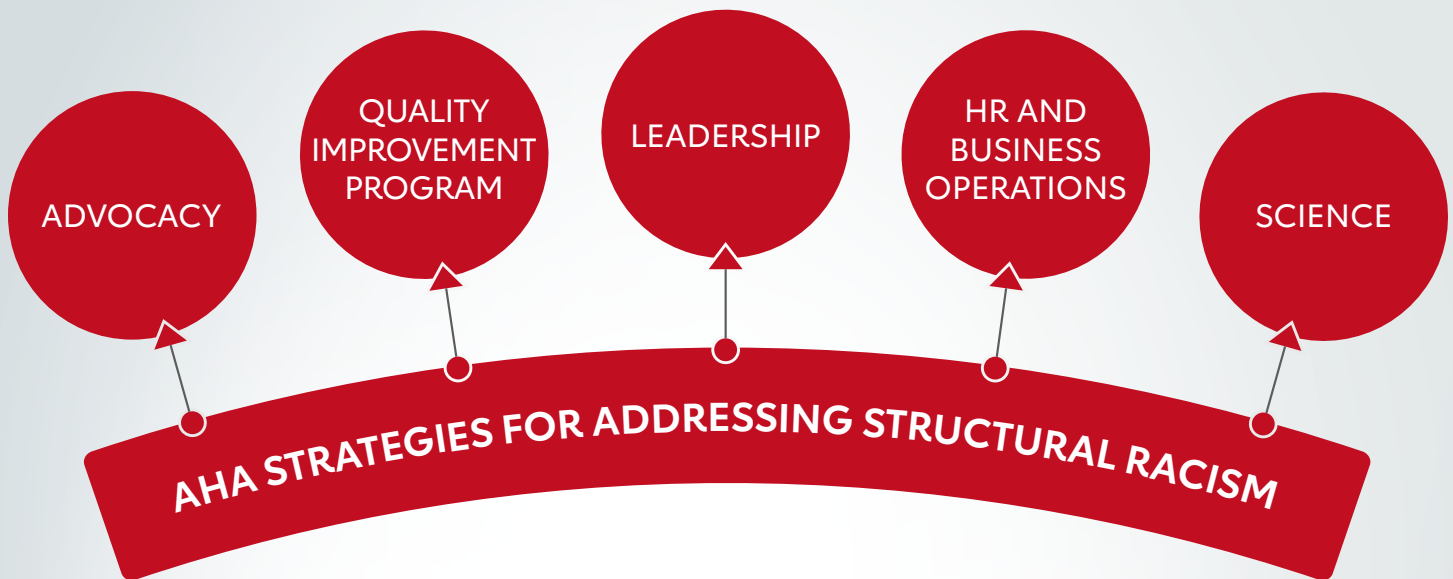 ADVOCACY
QUALITY
IMPROVEMENT
PROGRAM
LEADERSHIP
HR AND
BUSINESS
OPERATIONS
SCIENCE
AHA STRATEGIES FOR ADDRESSING STRUCTURAL RACISM